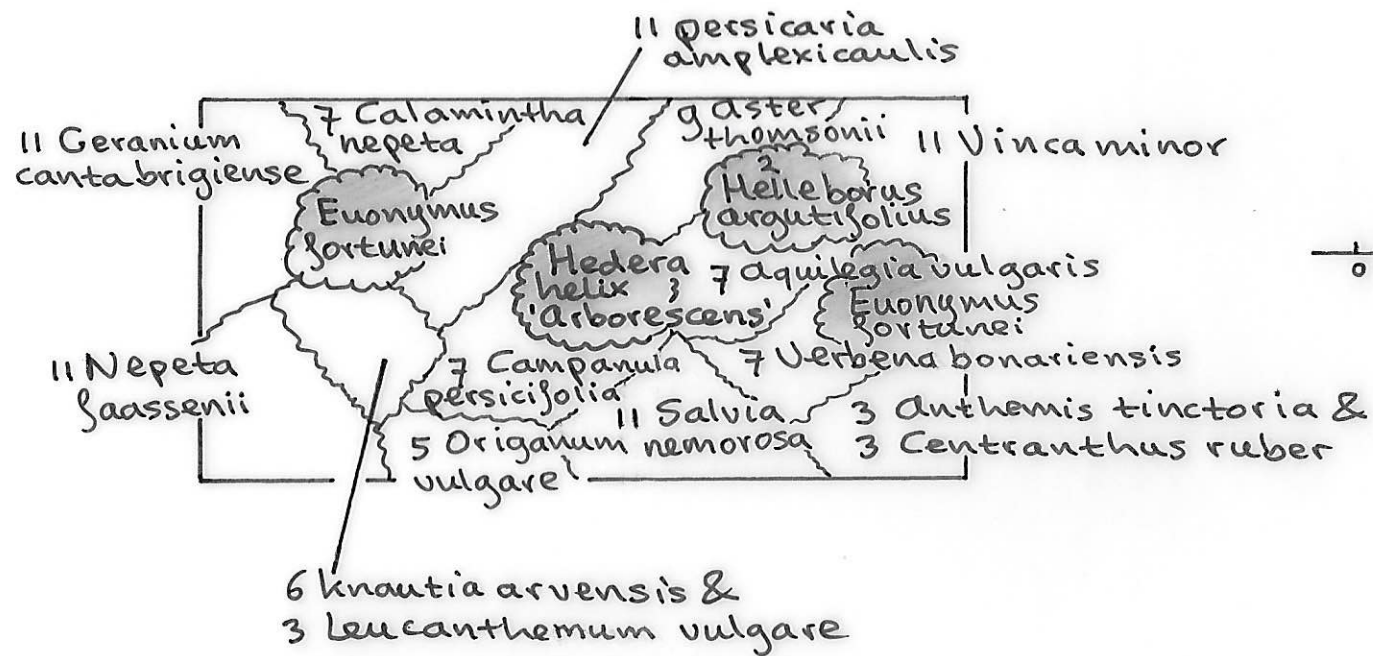 11 persicaria
amplexicaulis
7 Calamintha
nepeta
9 Aster
thomsonii
11 Geranium
cantabrigiense
11 Vinca minor
Euonymus
fortunei
2
Helleborus
argutifolius
Hedera
helix 3
'Arborescens'
7 Aquilegia vulgaris
Euonymus
fortunei
0
11 Nepeta
faassenii
7 Campanula
persicifolia
7 Verbena bonariensis
11 Salvia
nemorosa
3 Anthemis tinctoria &
3 Centranthus ruber
5 Origanum
vulgare
6 Knautia arvensis &
3 Leucanthemum vulgare